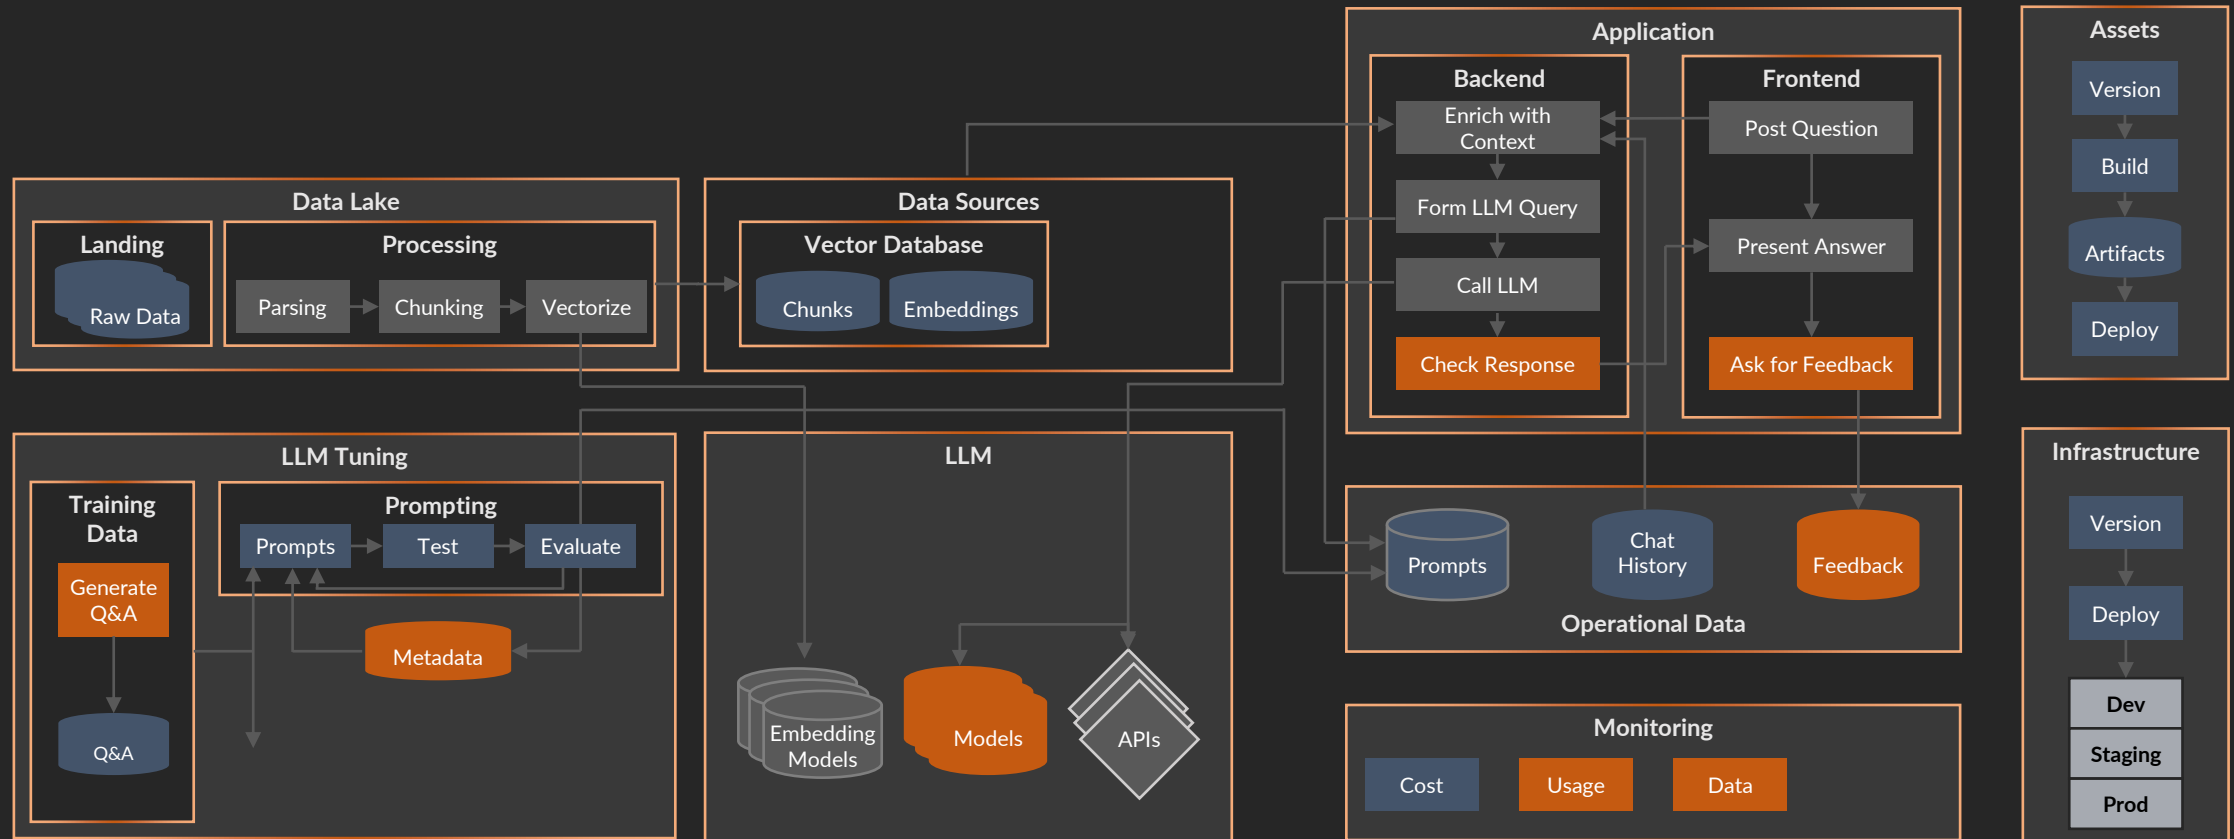 Application
Backend
Enrich with
Context
Form LLM Query
Call LLM
Check Response
Frontend
Post Question
Present Answer
Ask for Feedback
Assets
Version
Build
Artifacts
Deploy
Data Lake
Landing
Raw Data
Processing
Parsing
Chunking
Vectorize
Data Sources
Vector Database
Chunks
Embeddings
LLM Tuning
Training
Data
Generate
Q&A
Q&A
Prompting
Prompts
Test
Evaluate
Metadata
LLM
Embedding
Models
Models
APIs
Prompts
Chat
History
Feedback
Operational Data
Monitoring
Cost
Usage
Data
Infrastructure
Version
Deploy
Dev
Staging
Prod